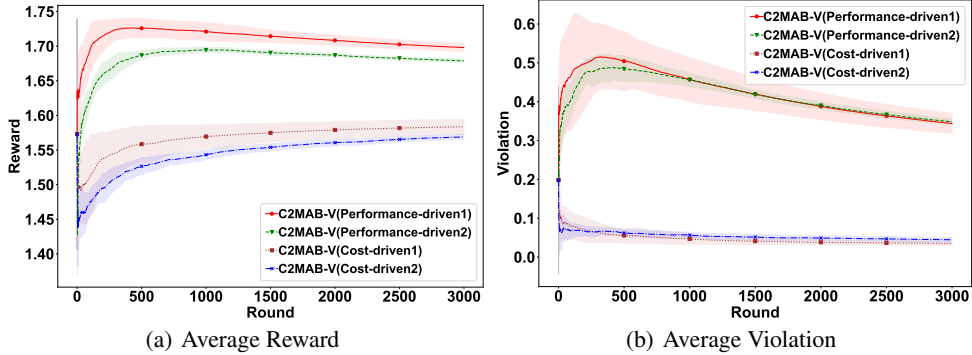 1.75
1.70
1.65
1.60
1.55
1.50
1.45
1.40
Reward
0 500 1000 1500 2000 2500 3000
Round
C2MAB-V(Performance-driven1)
C2MAB-V(Performance-driven2)
C2MAB-V(Cost-driven1)
C2MAB-V(Cost-driven2)
(a) Average Reward
0.6
0.5
0.4
0.3
0.2
0.1
0.0
Violation
0 500 1000 1500 2000 2500 3000
Round
C2MAB-V(Performance-driven1)
C2MAB-V(Performance-driven2)
C2MAB-V(Cost-driven1)
C2MAB-V(Cost-driven2)
(b) Average Violation